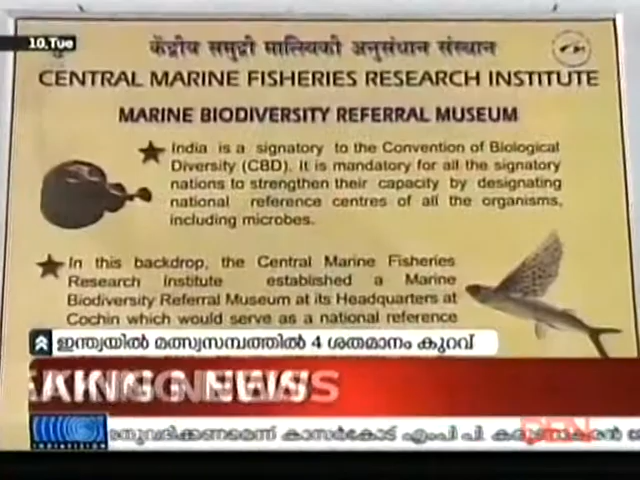 10.Tue
केंद्रीय समुद्री मात्स्यिकी अनुसंधान संस्थान
CENTRAL MARINE FISHERIES RESEARCH INSTITUTE
MARINE BIODIVERSITY REFERRAL MUSEUM
India is a signatory to the Convention of Biological
Diversity (CBD). It is mandatory for all the signatory
nations to strengthen their capacity by designating
national reference centres of all the organisms,
including microbes.
In this backdrop, the Central Marine Fisheries
Research Institute established a Marine
Biodiversity Referral Museum at its Headquarters at
Cochin which would serve as a national reference
ഇന്ത്യയിൽ മത്സ്യസമ്പത്തിൽ 4 ശതമാനം കുറവ്
NEWS
കാസർകോട് എംപി പി.